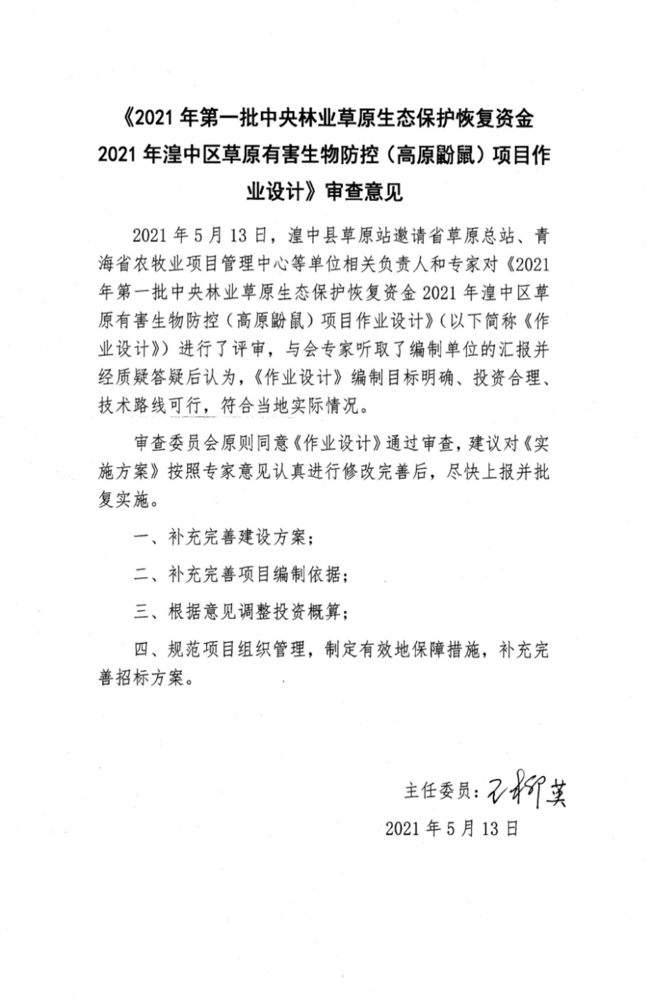 《2021 年第一批中央林业草原生态保护恢复资金
2021 年湟中区草原有害生物防控（高原鼢鼠）项目作
业设计》审查意见
2021 年 5 月 13 日，湟中县草原站邀请省草原总站、青
海省农牧业项目管理中心等单位相关负责人和专家对《2021
年第一批中央林业草原生态保护恢复资金 2021 年湟中区草
原有害生物防控（高原鼢鼠）项目作业设计》（以下简称《作
业设计》）进行了评审，与会专家听取了编制单位的汇报并
经质疑答疑后认为，《作业设计》编制目标明确、投资合理、
技术路线可行，符合当地实际情况。
审查委员会原则同意《作业设计》通过审查，建议对《实
施方案》按照专家意见认真进行修改完善后，尽快上报并批
复实施。
一、补充完善建设方案；
二、补充完善项目编制依据；
三、根据意见调整投资概算；
四、规范项目组织管理，制定有效地保障措施，补充完
善招标方案。
主任委员：柳英
2021 年 5 月 13 日